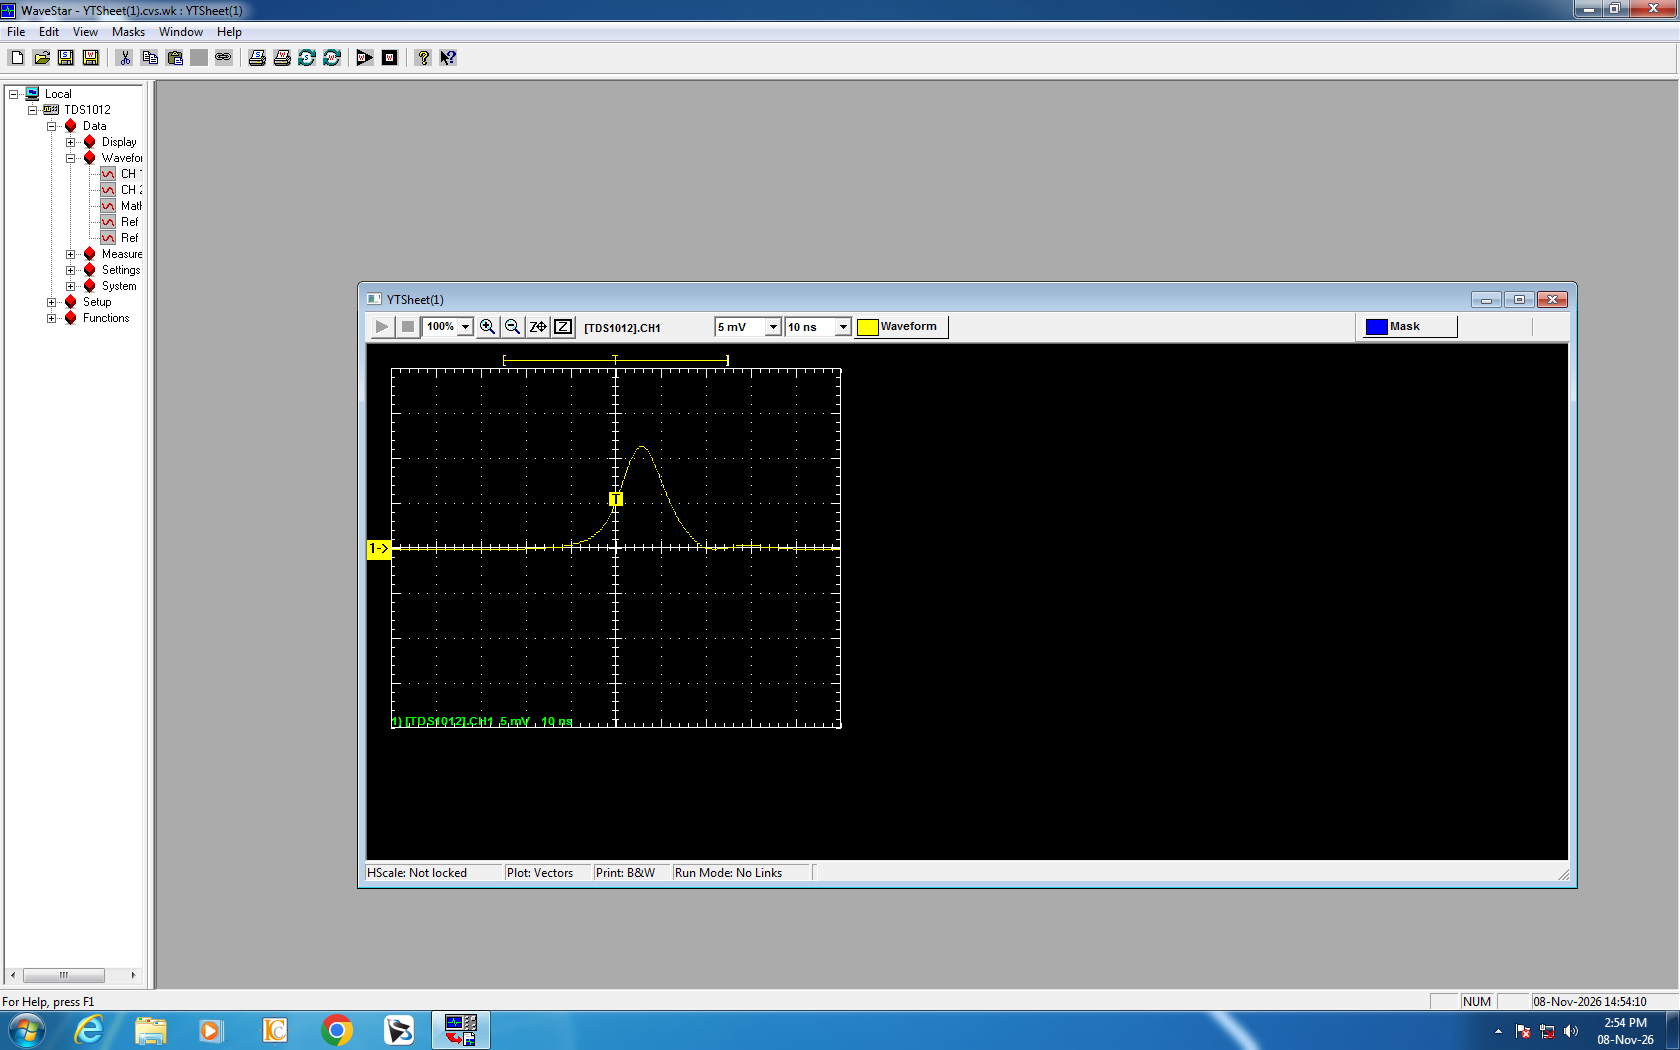 WaveStar - YTSheet(1).cvs.wk : YTSheet(1)
File Edit View Masks Window Help
Local
TDS1012
Data
Display
CH
CH
Ref
Ref
Settings
System
Setup
Functions
YTSheet(1)
100% [TDS1012].CH1 5 mV 10 ns Waveform Mask
T
1->
1) [TDS1012].CH1 5 mV 10 ns
HScale: Not locked Plot: Vectors Print: B&W Run Mode: No Links
For Help, press F1 NUM 08-Nov-2026 14:54:10
2:54 PM
08-Nov-26